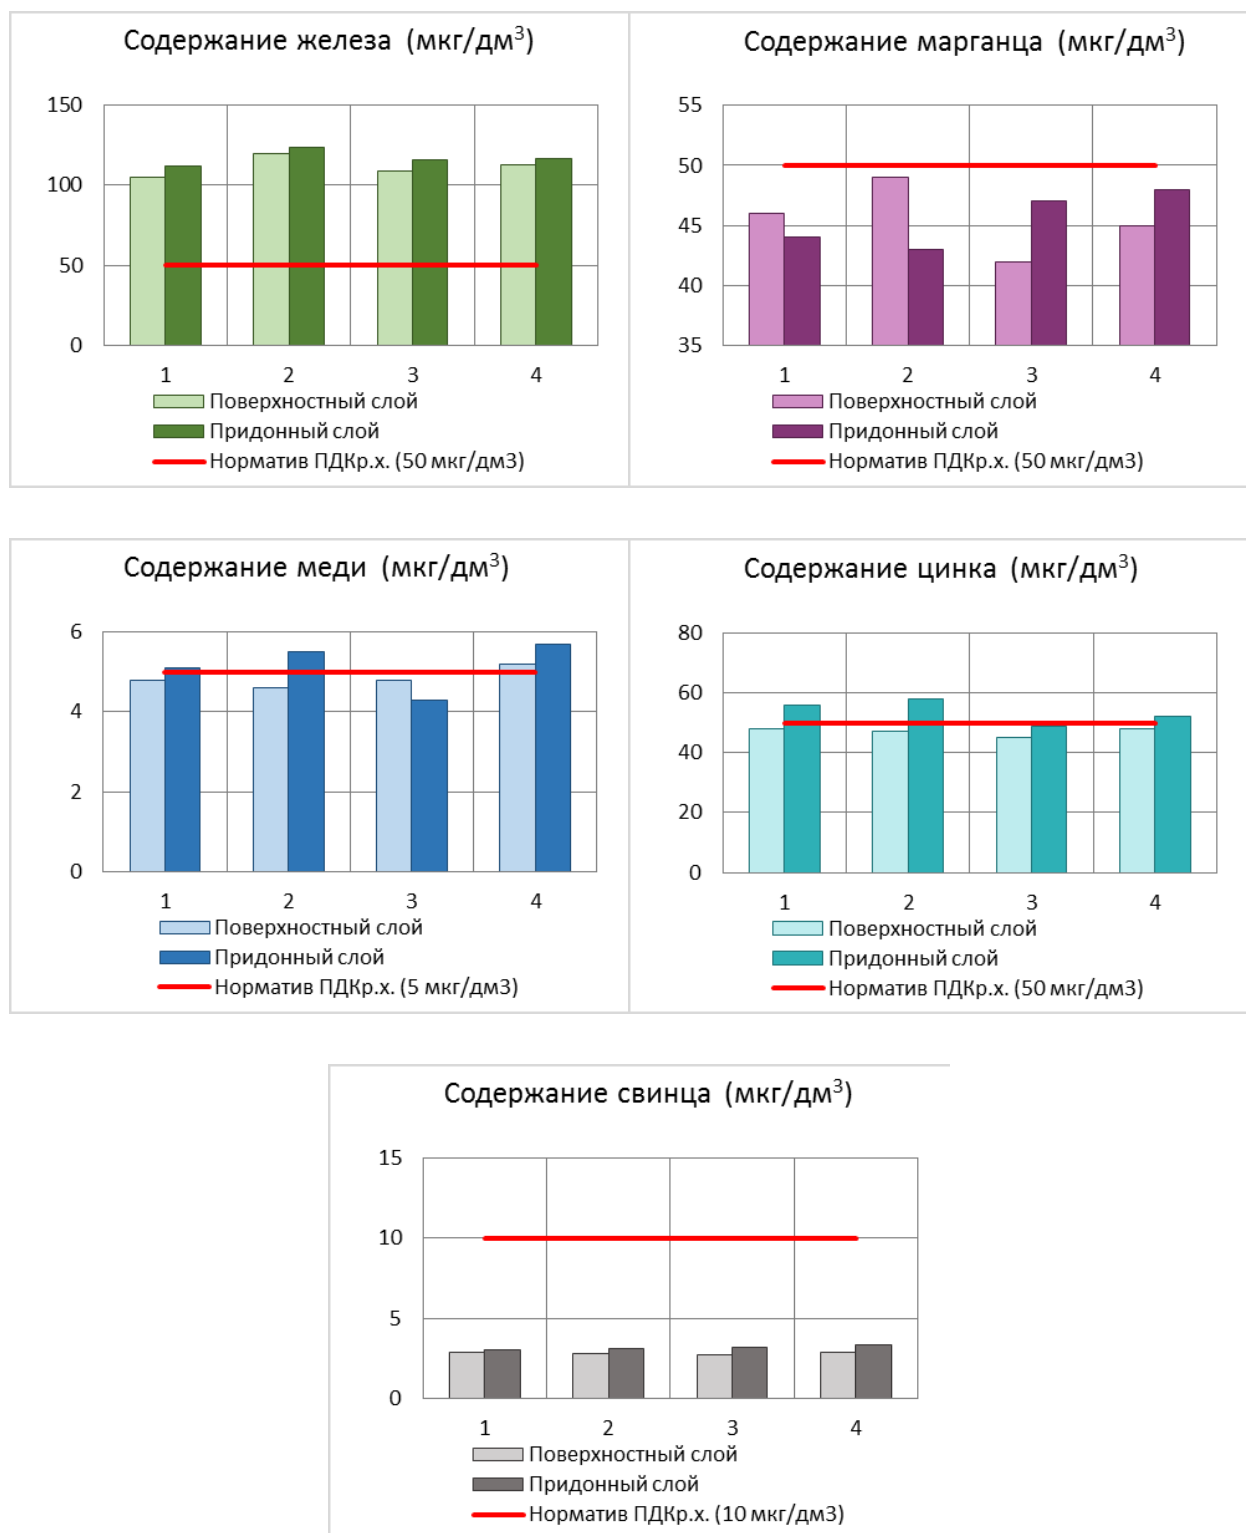 Содержание железа (мкг/дм³)
150
100
50
0
1 2 3 4
Поверхностный слой
Придонный слой
Норматив ПДКр.х. (50 мкг/дм3)
Содержание марганца (мкг/дм³)
55
50
45
40
35
1 2 3 4
Поверхностный слой
Придонный слой
Норматив ПДКр.х. (50 мкг/дм3)
Содержание меди (мкг/дм³)
6
4
2
0
1 2 3 4
Поверхностный слой
Придонный слой
Норматив ПДКр.х. (5 мкг/дм3)
Содержание цинка (мкг/дм³)
80
60
40
20
0
1 2 3 4
Поверхностный слой
Придонный слой
Норматив ПДКр.х. (50 мкг/дм3)
Содержание свинца (мкг/дм³)
15
10
5
0
1 2 3 4
Поверхностный слой
Придонный слой
Норматив ПДКр.х. (10 мкг/дм3)